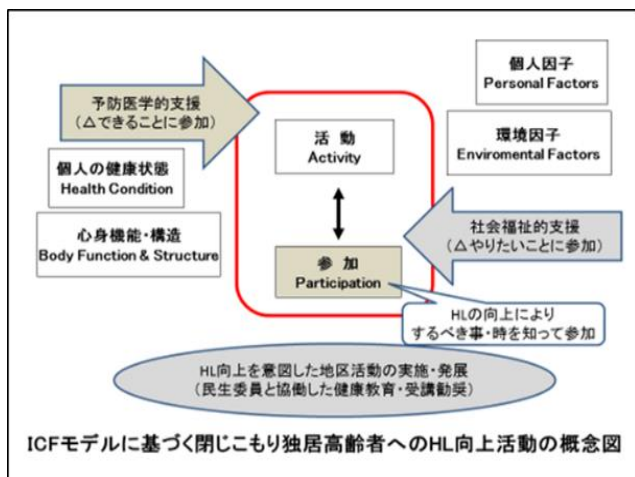 予防医学的支援
(△できることに参加)
個人の健康状態
Health Condition
心身機能・構造
Body Function & Structure
活 動
Activity
参 加
Participation
個人因子
Personal Factors
環境因子
Enviromental Factors
社会福祉的支援
(△やりたいことに参加)
HLの向上により
するべき事・時を知って参加
HL向上を意図した地区活動の実施・発展
(民生委員と協働した健康教育・受講勧奨)
ICFモデルに基づく閉じこもり独居高齢者へのHL向上活動の概念図